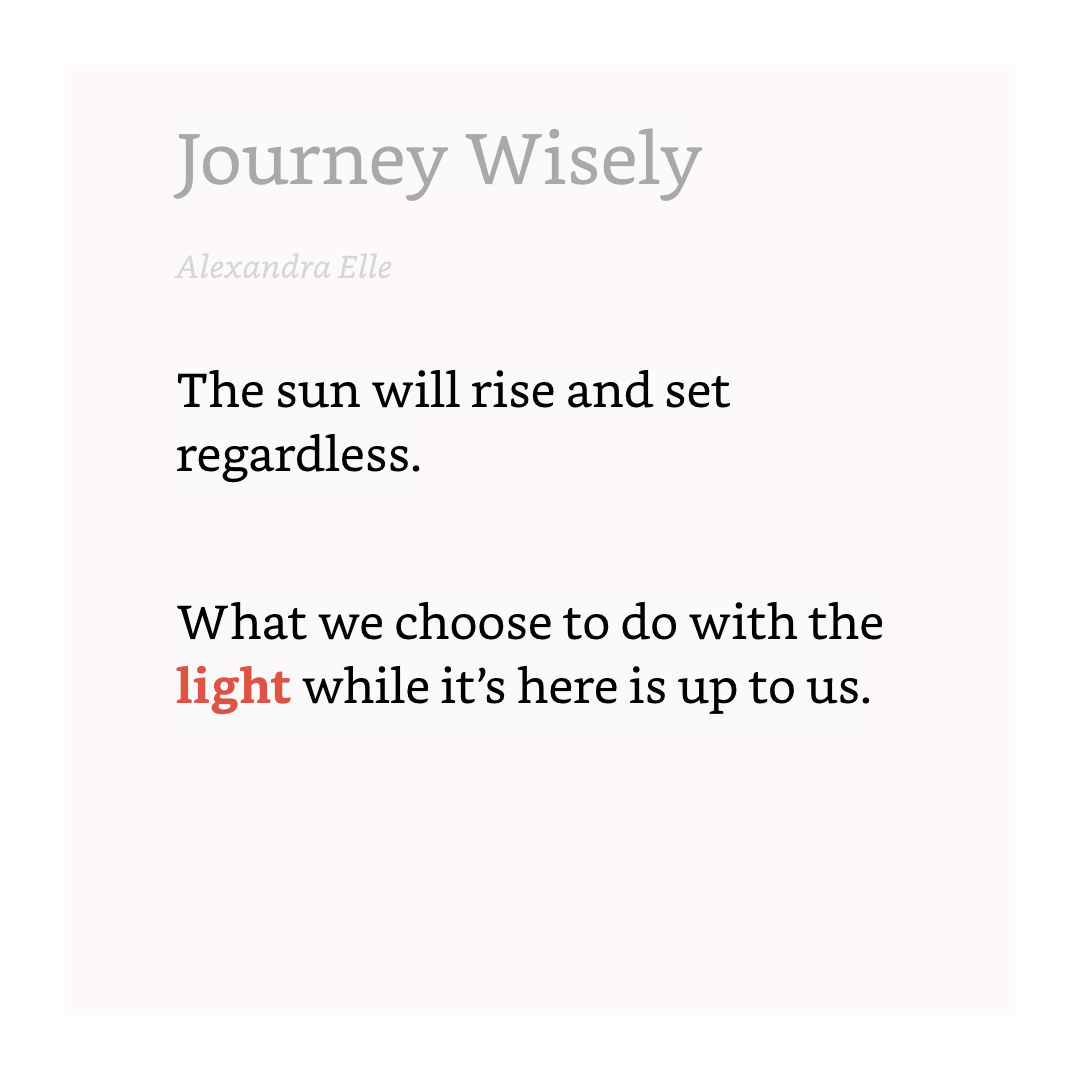 Journey Wisely
Alexandra Elle
The sun will rise and set
regardless.
What we choose to do with the
light while it’s here is up to us.